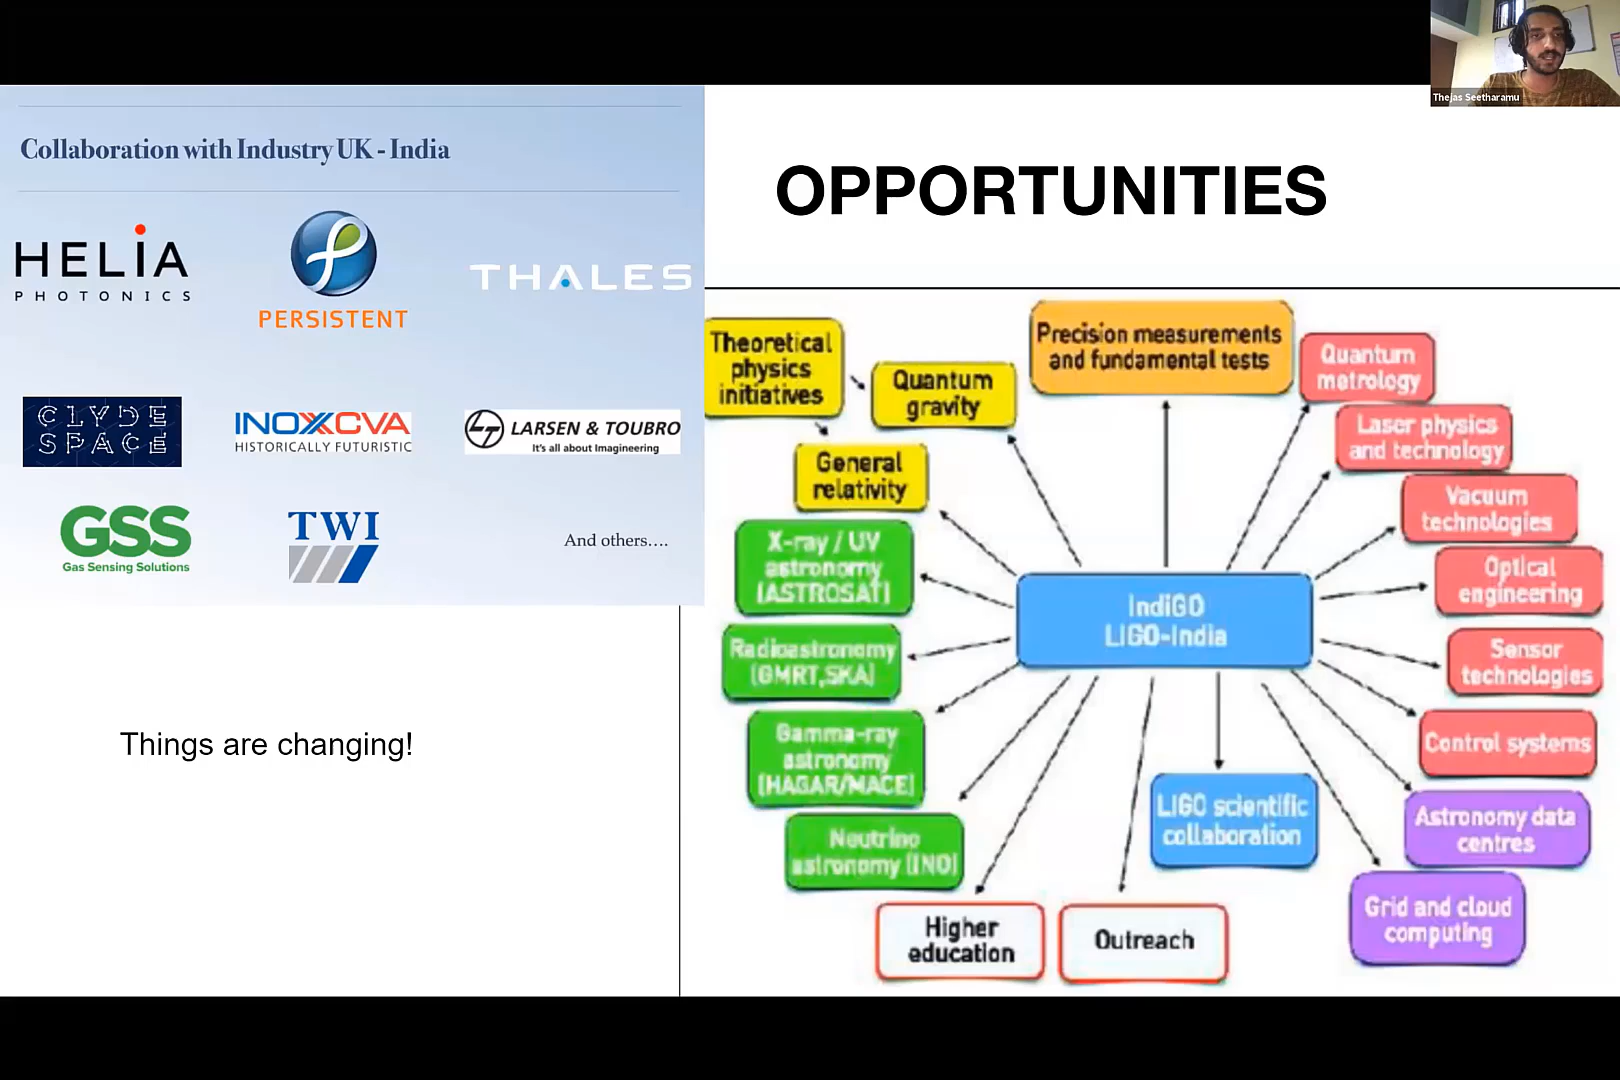 Thejas Seetharamu
Collaboration with Industry UK - India
HELIA
PHOTONICS
PERSISTENT
THALES
CLYDE
SPACE
INOXCVA
HISTORICALLY FUTURISTIC
LARSEN & TOUBRO
It's all about Imagineering
GSS
Gas Sensing Solutions
TWI
And others....
Things are changing!
OPPORTUNITIES
Theoretical
physics
initiatives
Quantum
gravity
General
relativity
Precision measurements
and fundamental tests
Quantum
metrology
Laser physics
and technology
Vacuum
technologies
Optical
engineering
Sensor
technologies
Control systems
Astronomy data
centres
Grid and cloud
computing
IndiGO
LIGO-India
X-ray / UV
astronomy
(ASTROSAT)
Radioastronomy
(GMRT,SKA)
Gamma-ray
astronomy
(HAGAR/MACE)
Neutrino
astronomy (INO)
Higher
education
Outreach
LIGO scientific
collaboration